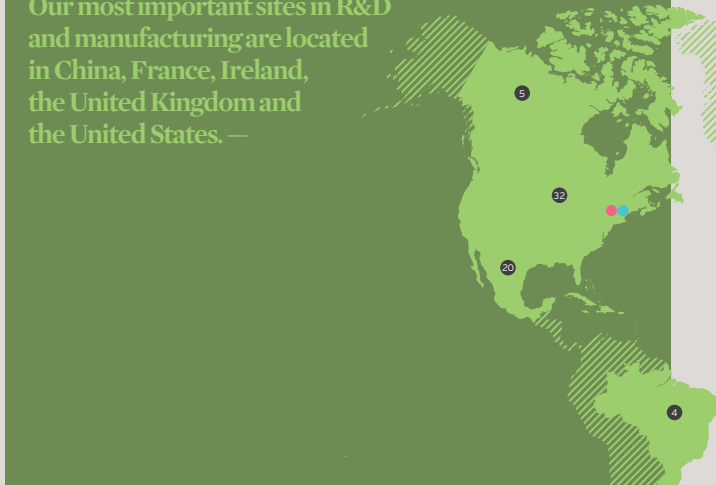 Our most important sites in R&D
and manufacturing are located
in China, France, Ireland,
the United Kingdom and
the United States. —
5
32
20
4